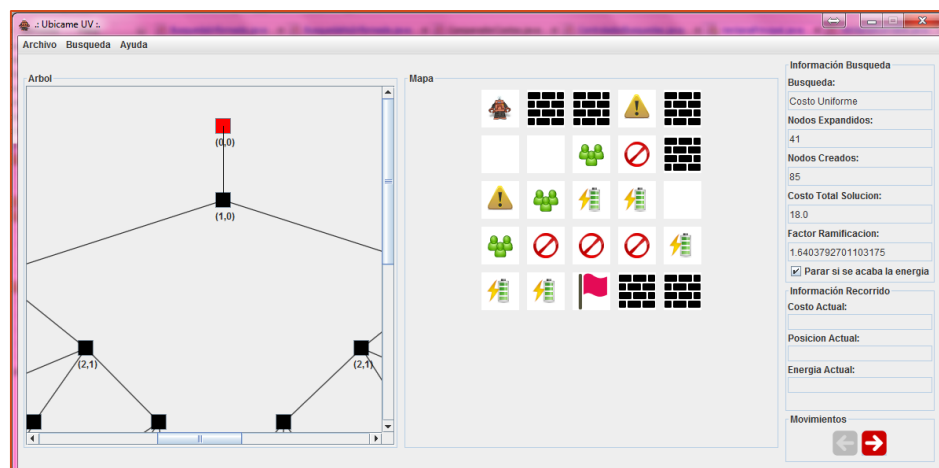 .: Ubicame UV :.
Archivo Busqueda Ayuda
Arbol
(0,0)
(1,0)
(2,1)
(2,1)
Mapa
Información Busqueda
Busqueda:
Costo Uniforme
Nodos Expandidos:
41
Nodos Creados:
85
Costo Total Solucion:
18.0
Factor Ramificacion:
1.6403792701103175
Parar si se acaba la energia
Información Recorrido
Costo Actual:
Posicion Actual:
Energia Actual:
Movimientos